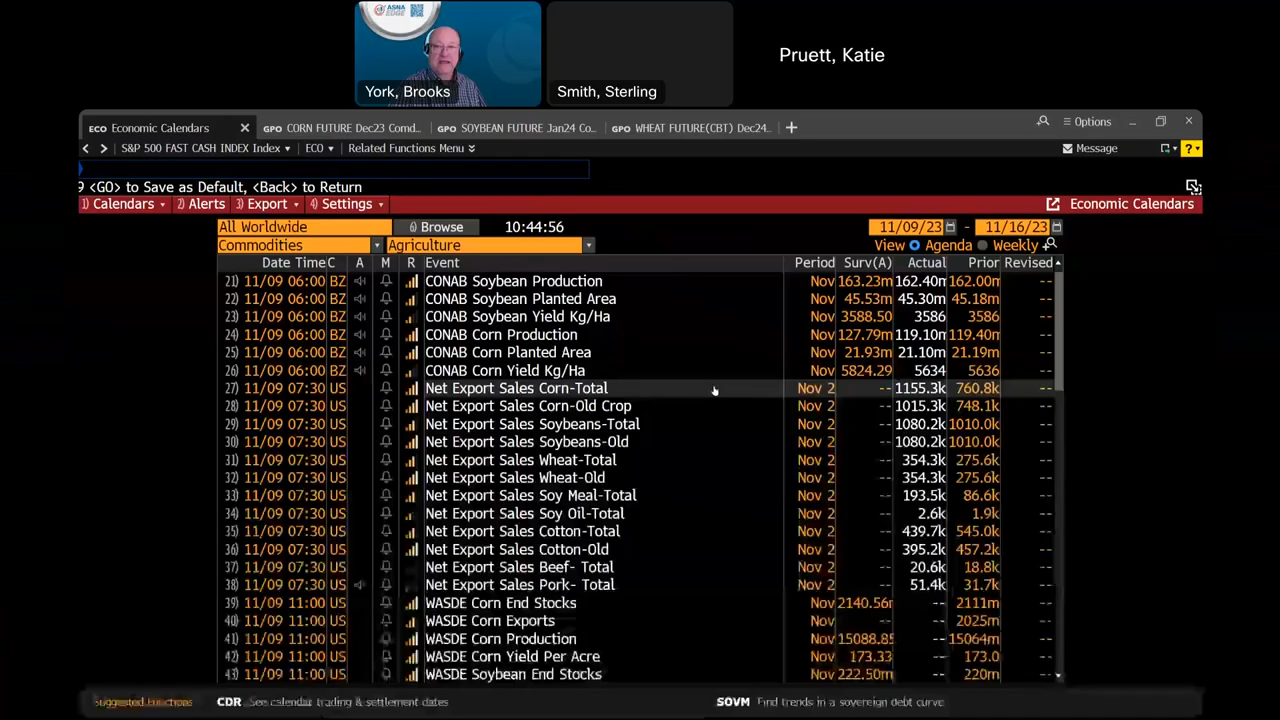 ASNA
EDGE
York, Brooks
Smith, Sterling
Pruett, Katie
ECO Economic Calendars × GPO CORN FUTURE Dec23 Comd... GPO SOYBEAN FUTURE Jan24 Co... GPO WHEAT FUTURE(CBT) Dec24... + Options
< > S&P 500 FAST CASH INDEX Index ECO Related Functions Menu Message ?
9 <GO> to Save as Default, <Back> to Return
1) Calendars 2) Alerts 3) Export 4) Settings Economic Calendars
All Worldwide Browse 10:44:56 11/09/23 - 11/16/23
Commodities Agriculture View Agenda Weekly
Date Time C A M R Event Period Surv(A) Actual Prior Revised
21) 11/09 06:00 BZ CONAB Soybean Production Nov 163.23m 162.40m 162.00m --
22) 11/09 06:00 BZ CONAB Soybean Planted Area Nov 45.53m 45.30m 45.18m --
23) 11/09 06:00 BZ CONAB Soybean Yield Kg/Ha Nov 3588.50 3586 3586 --
24) 11/09 06:00 BZ CONAB Corn Production Nov 127.79m 119.10m 119.40m --
25) 11/09 06:00 BZ CONAB Corn Planted Area Nov 21.93m 21.10m 21.19m --
26) 11/09 06:00 BZ CONAB Corn Yield Kg/Ha Nov 5824.29 5634 5636 --
27) 11/09 07:30 US Net Export Sales Corn-Total Nov 2 -- 1155.3k 760.8k --
28) 11/09 07:30 US Net Export Sales Corn-Old Crop Nov 2 -- 1015.3k 748.1k --
29) 11/09 07:30 US Net Export Sales Soybeans-Total Nov 2 -- 1080.2k 1010.0k --
30) 11/09 07:30 US Net Export Sales Soybeans-Old Nov 2 -- 1080.2k 1010.0k --
31) 11/09 07:30 US Net Export Sales Wheat-Total Nov 2 -- 354.3k 275.6k --
32) 11/09 07:30 US Net Export Sales Wheat-Old Nov 2 -- 354.3k 275.6k --
33) 11/09 07:30 US Net Export Sales Soy Meal-Total Nov 2 -- 193.5k 86.6k --
34) 11/09 07:30 US Net Export Sales Soy Oil-Total Nov 2 -- 2.6k 1.9k --
35) 11/09 07:30 US Net Export Sales Cotton-Total Nov 2 -- 439.7k 545.0k --
36) 11/09 07:30 US Net Export Sales Cotton-Old Nov 2 -- 395.2k 457.2k --
37) 11/09 07:30 US Net Export Sales Beef- Total Nov 2 -- 20.6k 18.8k --
38) 11/09 07:30 US Net Export Sales Pork- Total Nov 2 -- 51.4k 31.7k --
39) 11/09 11:00 US WASDE Corn End Stocks Nov 2140.56m -- 2111m --
40) 11/09 11:00 US WASDE Corn Exports Nov -- -- 2025m --
41) 11/09 11:00 US WASDE Corn Production Nov 15088.85 -- 15064m --
42) 11/09 11:00 US WASDE Corn Yield Per Acre Nov 173.33 -- 173.0 --
43) 11/09 11:00 US WASDE Soybean End Stocks Nov 222.50m -- 220m --
Suggested Functions CDR See calendar trading & settlement dates SOVM Find trends in a sovereign debt curve